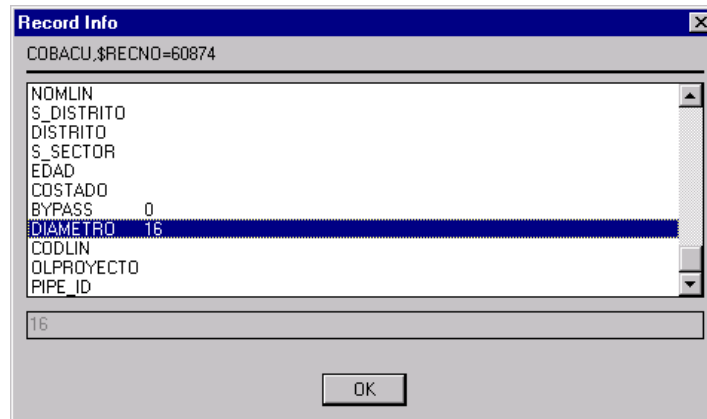 Record Info
COBACU,$RECNO=60874
NOMLIN
S_DISTRITO
DISTRITO
S_SECTOR
EDAD
COSTADO
BYPASS 0
DIAMETRO 16
CODLIN
OLPROYECTO
PIPE_ID
16
OK